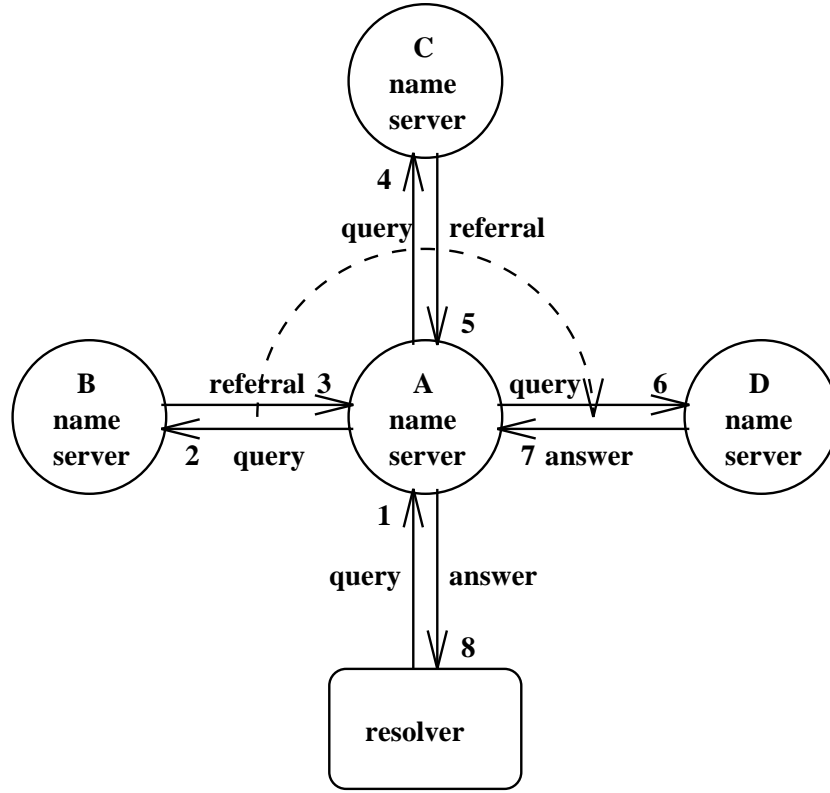 C
name
server
4
query
referral
5
B
name
server
referral 3
2
query
A
name
server
query
6
7 answer
D
name
server
1
query
answer
8
resolver